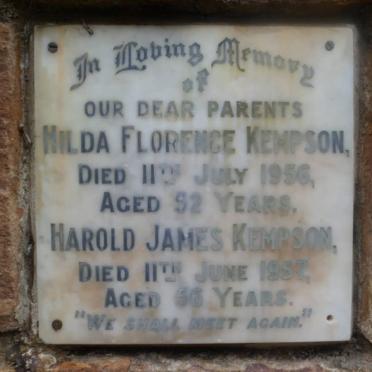 In Loving Memory
of
OUR DEAR PARENTS
HILDA FLORENCE KEMPSON,
DIED 11TH JULY 1956,
AGED 52 YEARS.
HAROLD JAMES KEMPSON,
DIED 11TH JUNE 1957,
AGED YEARS.
"WE SHALL MEET AGAIN."